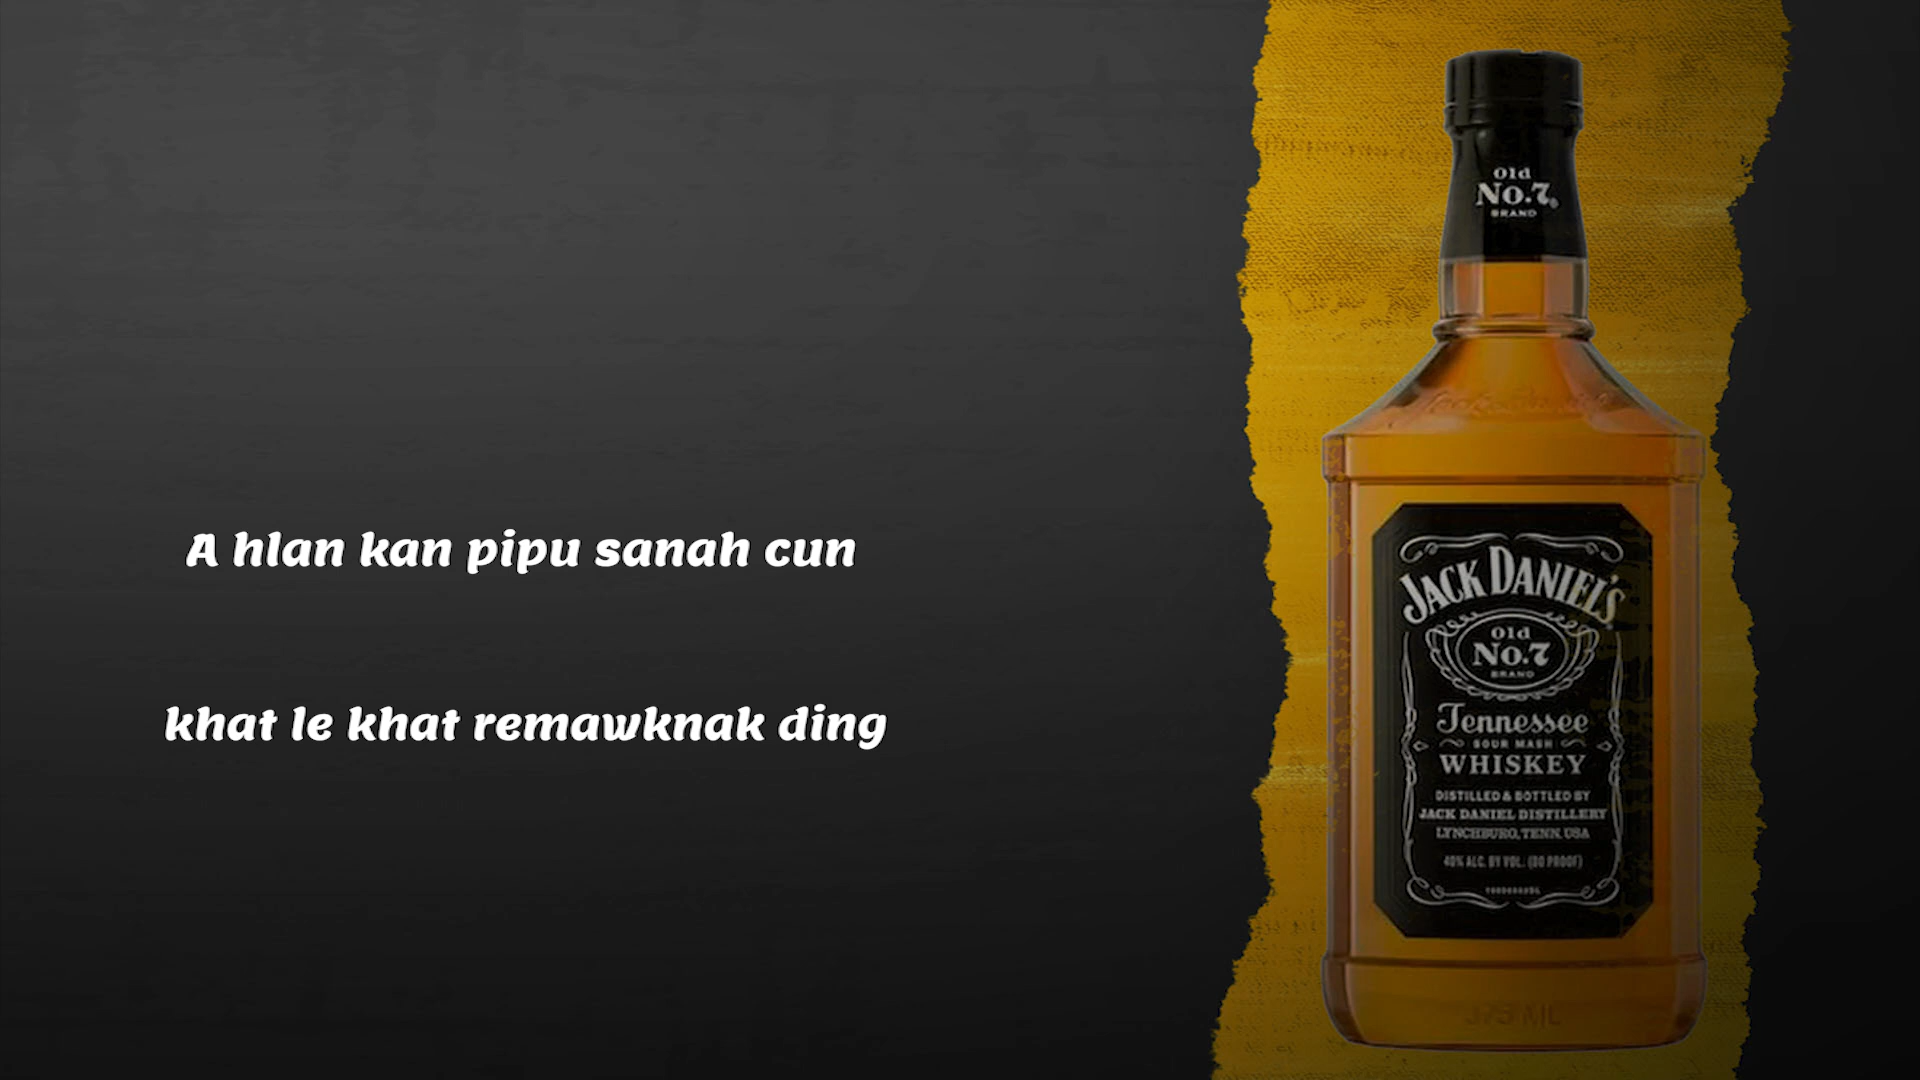 A hlan kan pipu sanah cun
khat le khat remawknak ding
Old
No.7
BRAND
JACK DANIEL'S
Old
No.7
BRAND
Tennessee
SOUR MASH
WHISKEY
DISTILLED & BOTTLED BY
JACK DANIEL DISTILLERY
LYNCHBURG, TENN. USA
40% ALC. BY VOL. (80 PROOF)
375 ML